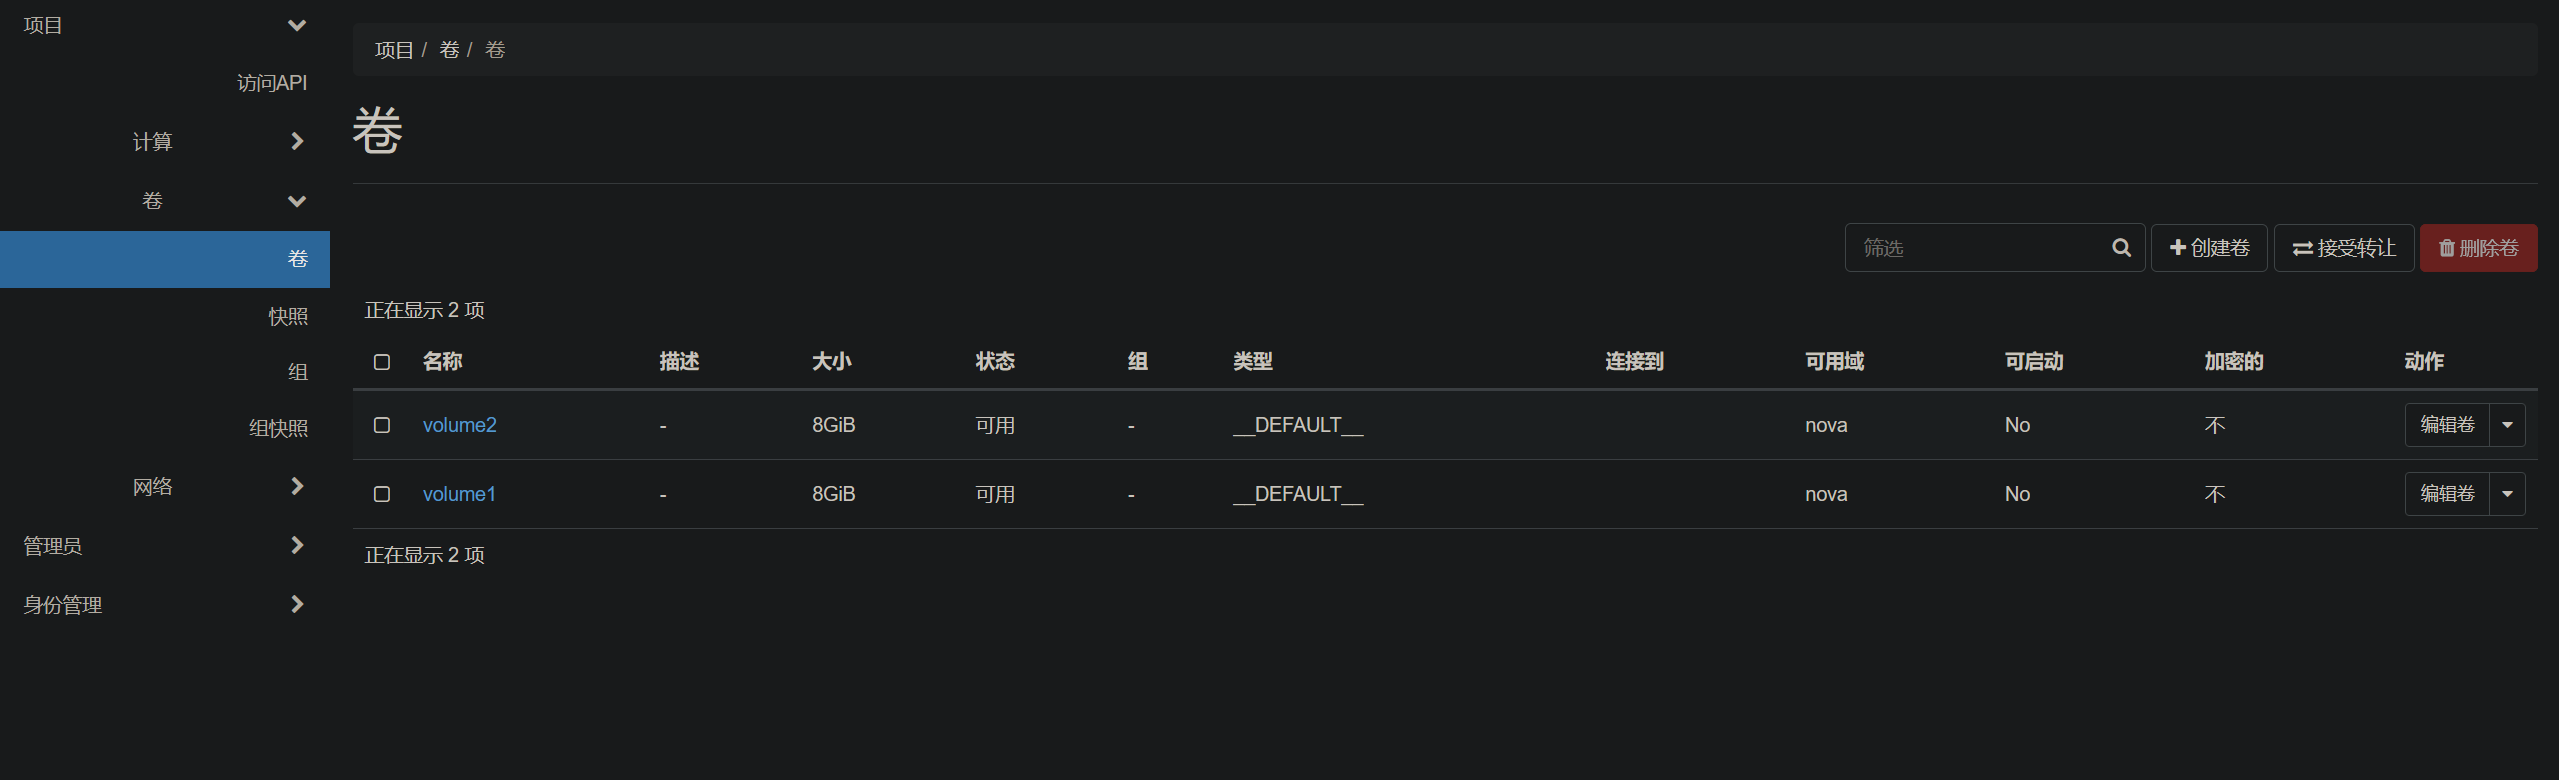 项目
访问API
计算
卷
卷
快照
组
组快照
网络
管理员
身份管理
项目 / 卷 / 卷
卷
筛选 创建卷 接受转让 删除卷
正在显示 2 项
名称 描述 大小 状态 组 类型 连接到 可用域 可启动 加密的 动作
volume2 - 8GiB 可用 - __DEFAULT__ nova No 不 编辑卷
volume1 - 8GiB 可用 - __DEFAULT__ nova No 不 编辑卷
正在显示 2 项